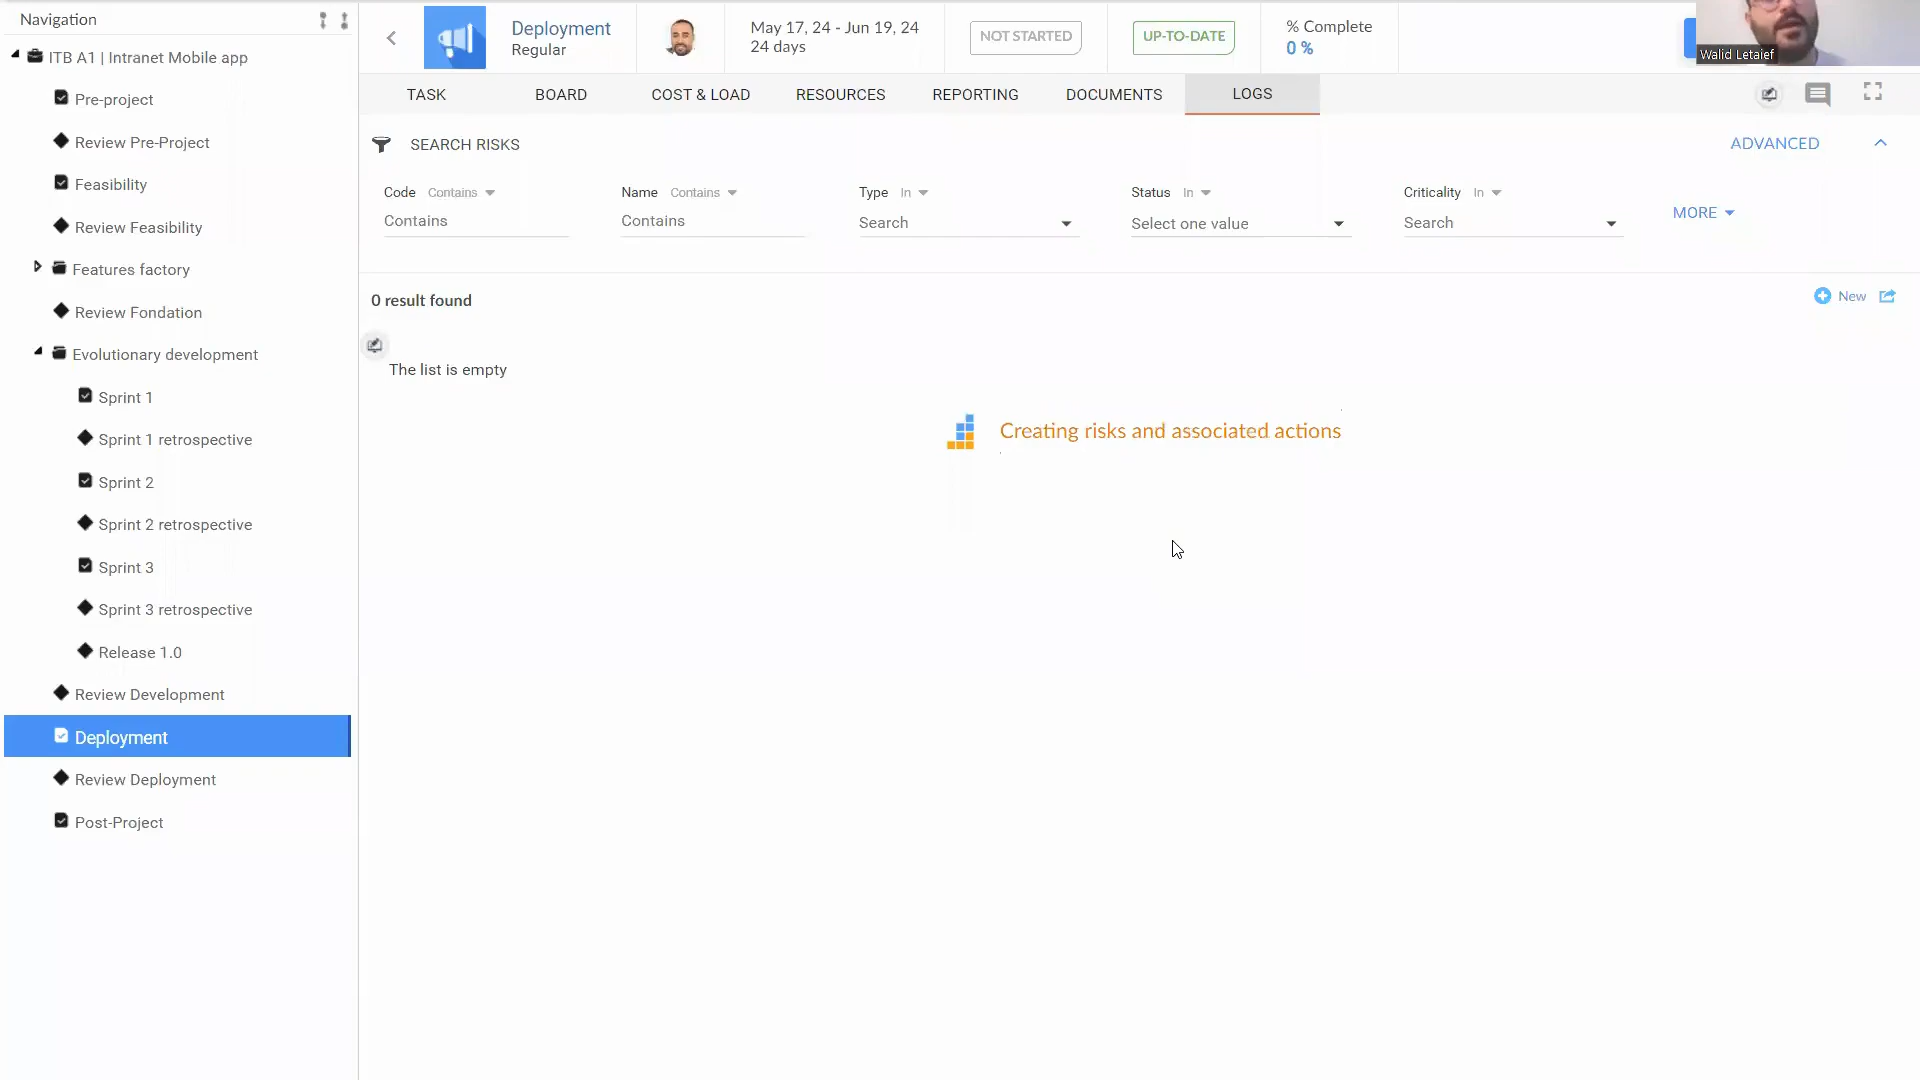 Navigation
ITB A1 | Intranet Mobile app
Pre-project
Review Pre-Project
Feasibility
Review Feasibility
Features factory
Review Fondation
Evolutionary development
Sprint 1
Sprint 1 retrospective
Sprint 2
Sprint 2 retrospective
Sprint 3
Sprint 3 retrospective
Release 1.0
Review Development
Deployment
Review Deployment
Post-Project
Deployment
Regular
May 17, 24 - Jun 19, 24
24 days
NOT STARTED
UP-TO-DATE
% Complete
0 %
Walid Letaief
TASK BOARD COST & LOAD RESOURCES REPORTING DOCUMENTS LOGS
SEARCH RISKS
ADVANCED
Code Contains Name Contains Type In Status In Criticality In
Contains Contains Search Select one value Search
MORE
0 result found
New
The list is empty
Creating risks and associated actions